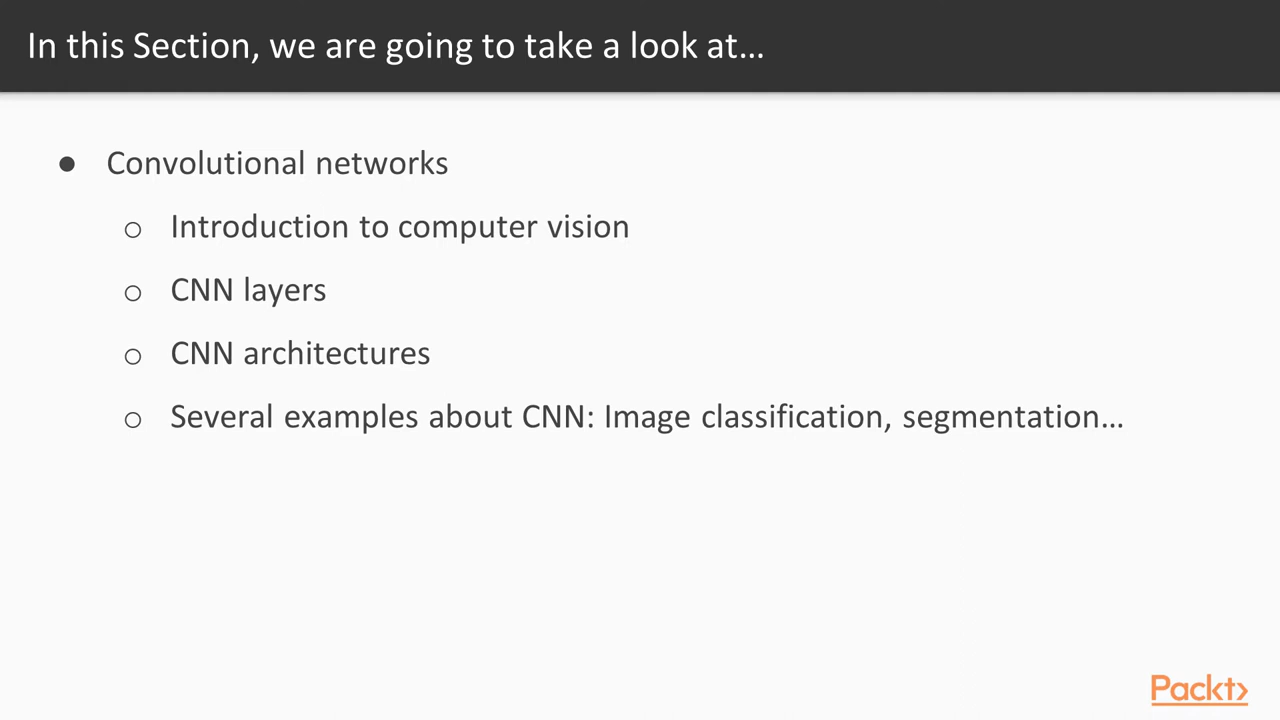 In this Section, we are going to take a look at...
● Convolutional networks
○ Introduction to computer vision
○ CNN layers
○ CNN architectures
○ Several examples about CNN: Image classification, segmentation...
Packt>